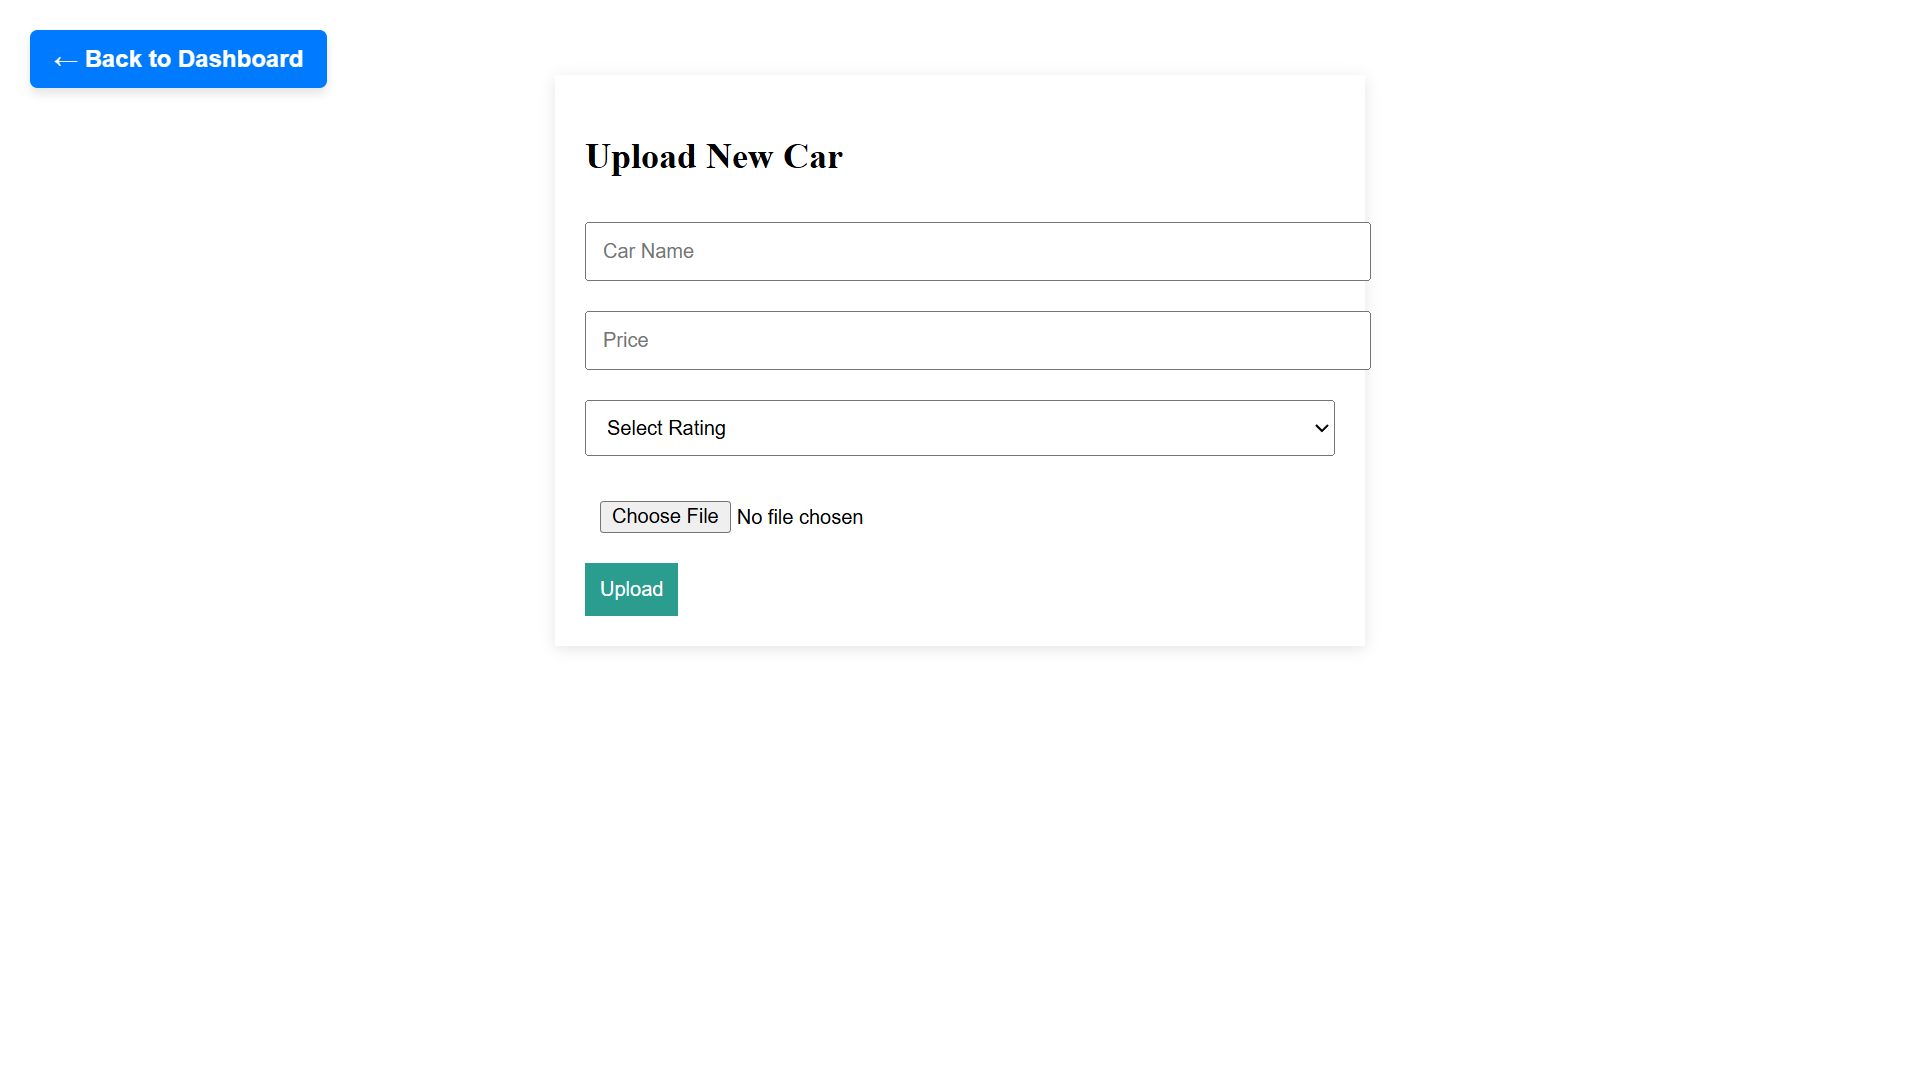 ← Back to Dashboard
Upload New Car
Car Name
Price
Select Rating
Choose File No file chosen
Upload